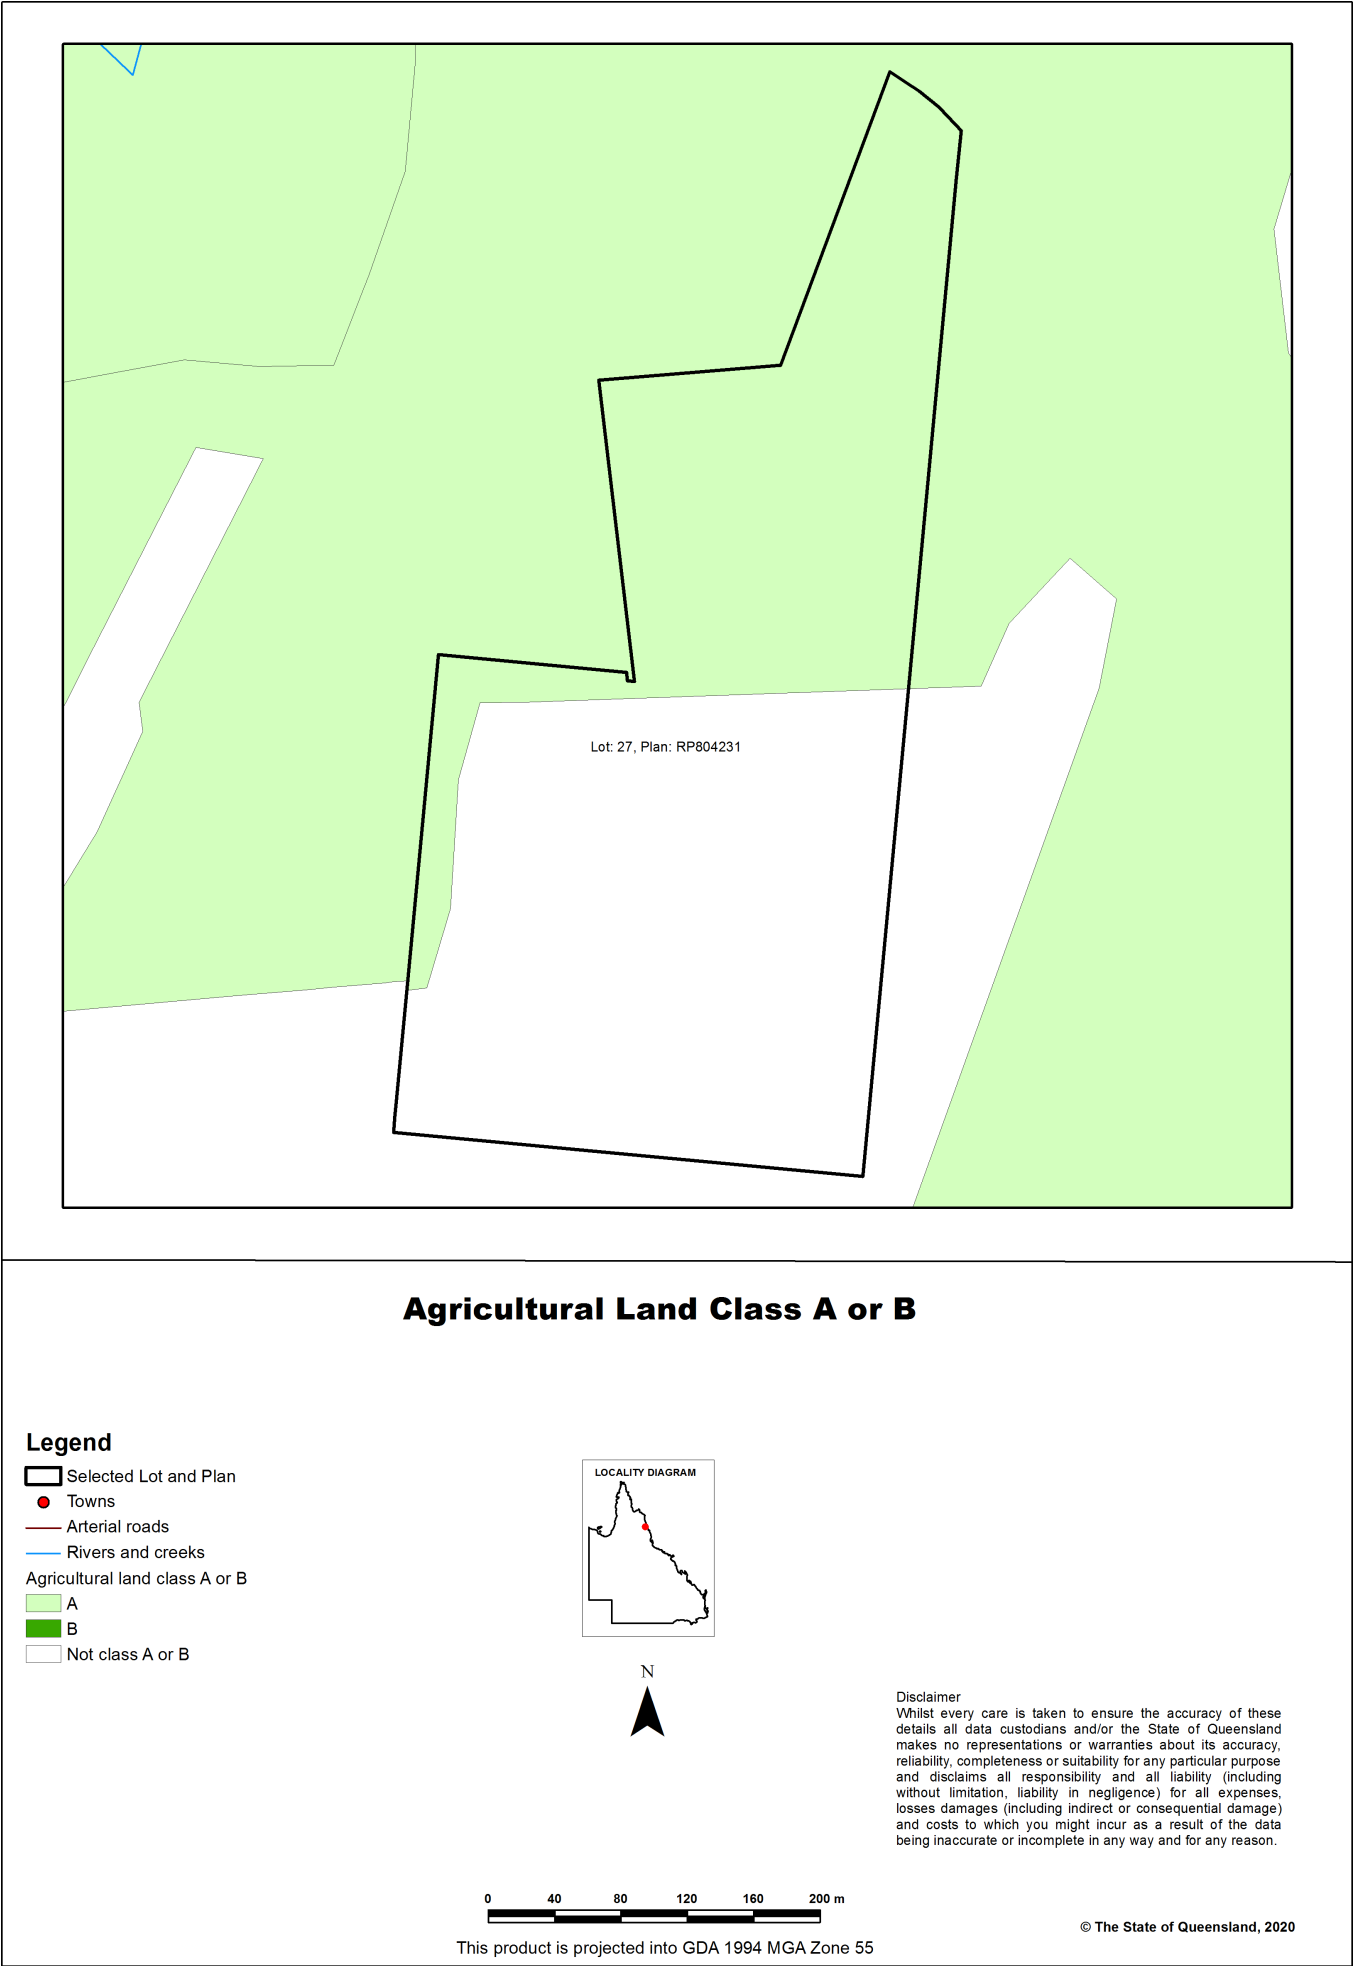 Lot: 27, Plan: RP804231
Agricultural Land Class A or B
Legend
Selected Lot and Plan
Towns
Arterial roads
Rivers and creeks
Agricultural land class A or B
A
B
Not class A or B
LOCALITY DIAGRAM
N
Disclaimer
Whilst every care is taken to ensure the accuracy of these
details all data custodians and/or the State of Queensland
makes no representations or warranties about its accuracy,
reliability, completeness or suitability for any particular purpose
and disclaims all responsibility and all liability (including
without limitation, liability in negligence) for all expenses,
losses damages (including indirect or consequential damage)
and costs to which you might incur as a result of the data
being inaccurate or incomplete in any way and for any reason.
0 40 80 120 160 200 m
This product is projected into GDA 1994 MGA Zone 55
© The State of Queensland, 2020